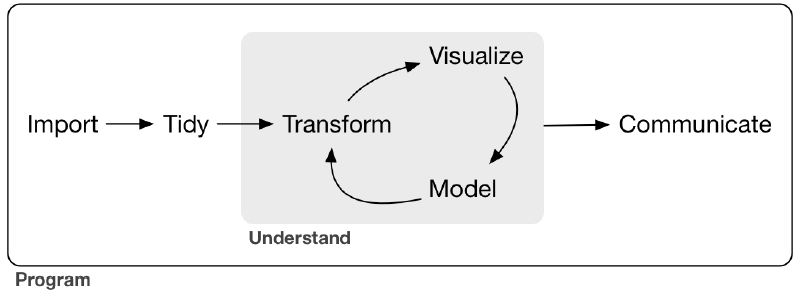 Visualize
Import
Tidy
Transform
Communicate
Model
Understand
Program